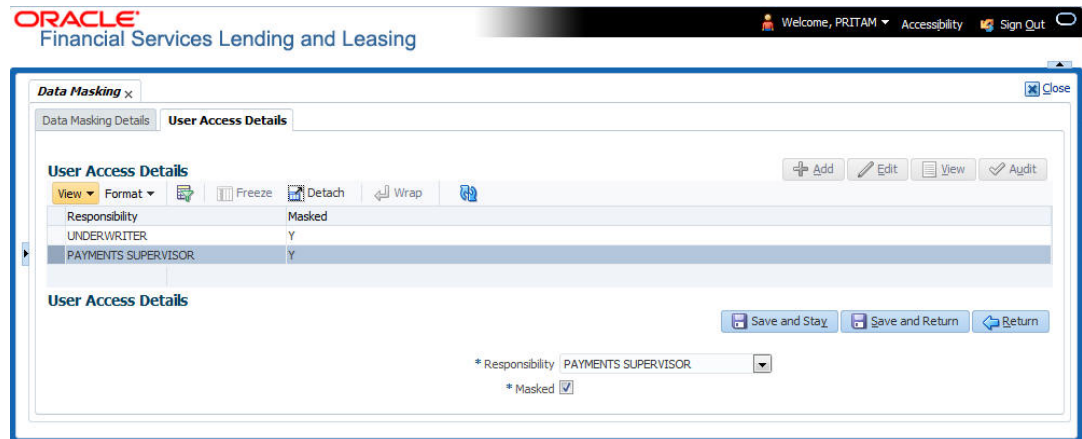 ORACLE
Financial Services Lending and Leasing
Welcome, PRITAM Accessibility Sign Out
Data Masking x Close
Data Masking Details User Access Details
User Access Details Add Edit View Audit
View Format Freeze Detach Wrap
Responsibility Masked
UNDERWRITER Y
PAYMENTS SUPERVISOR Y
User Access Details
Save and Stay Save and Return Return
* Responsibility PAYMENTS SUPERVISOR
* Masked